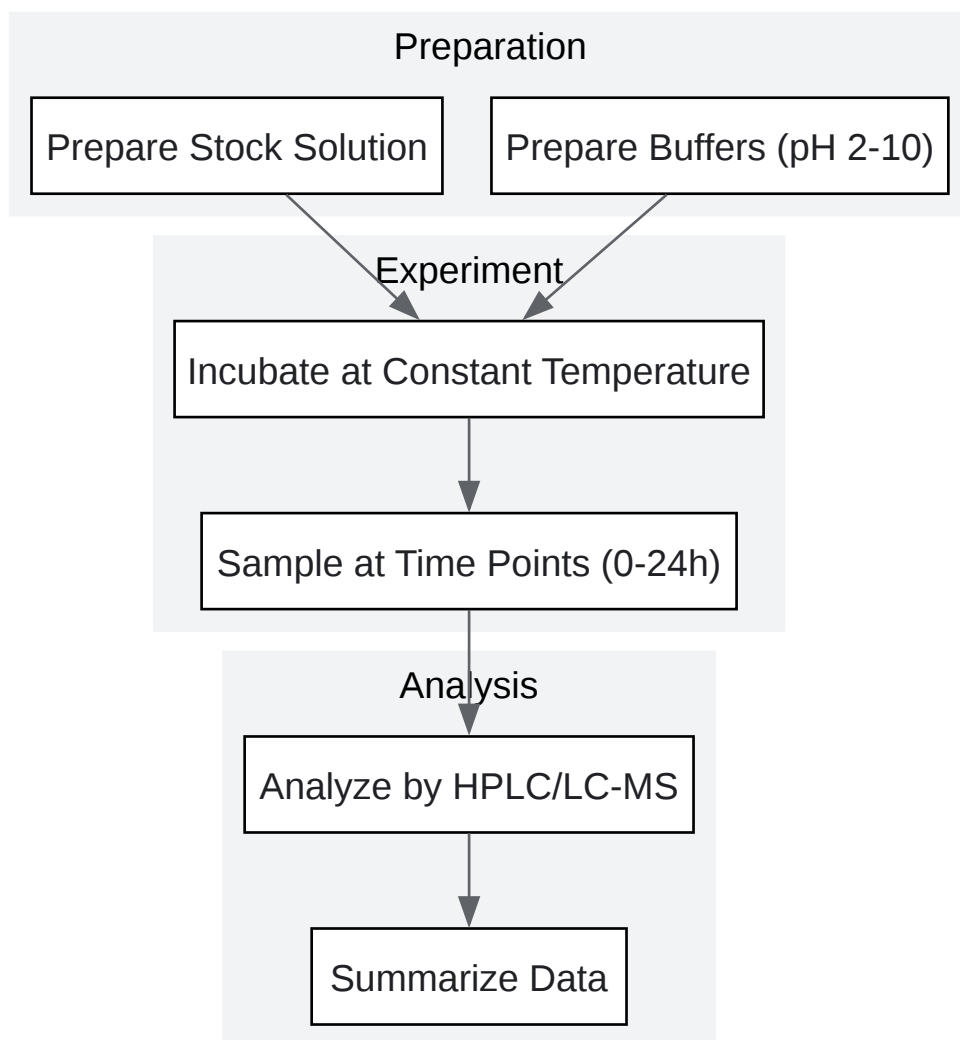 Preparation
Prepare Stock Solution
Prepare Buffers (pH 2-10)
Experiment
Incubate at Constant Temperature
Sample at Time Points (0-24h)
Analysis
Analyze by HPLC/LC-MS
Summarize Data